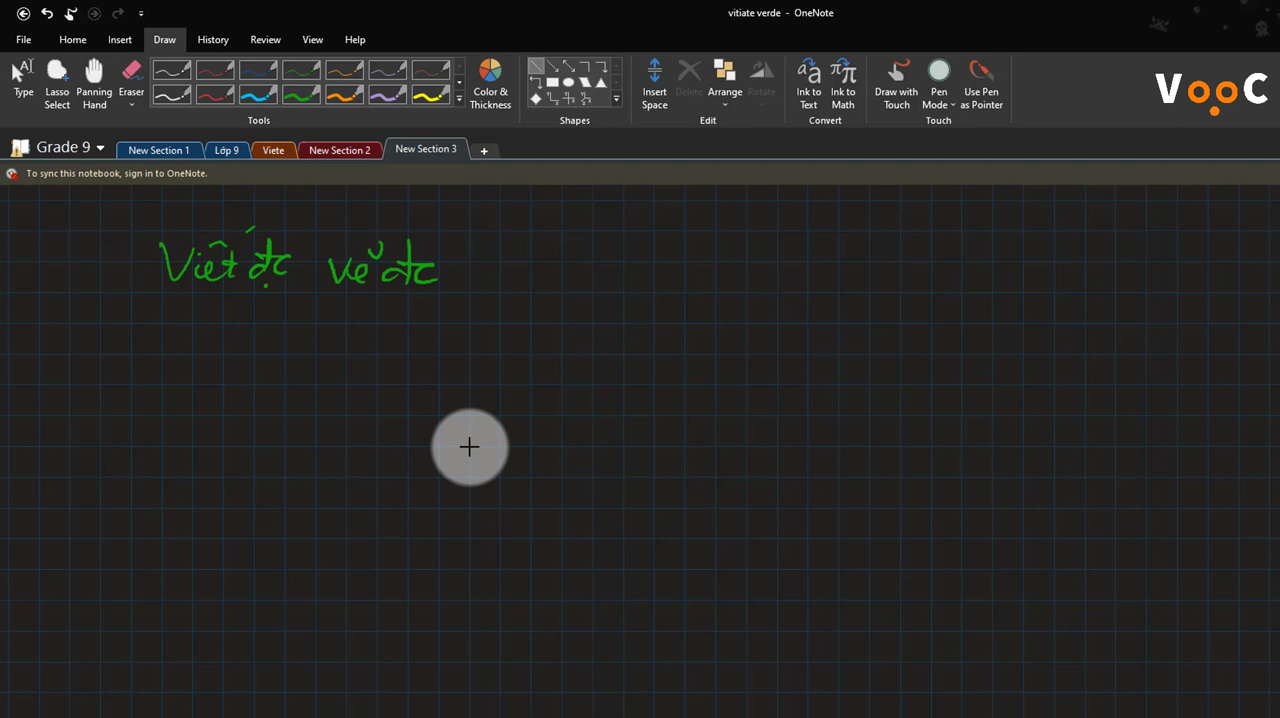 vitiate verde - OneNote
File Home Insert Draw History Review View Help
Type
Lasso Select
Panning Hand
Eraser
Color & Thickness
Insert Space
Delete
Arrange
Rotate
Ink to Text
Ink to Math
Draw with Touch
Pen Mode
Use Pen as Pointer
Tools Shapes Edit Convert Touch
VooC
Grade 9 New Section 1 Lớp 9 Viete New Section 2 New Section 3
To sync this notebook, sign in to OneNote.
Viết đc vẽ đc